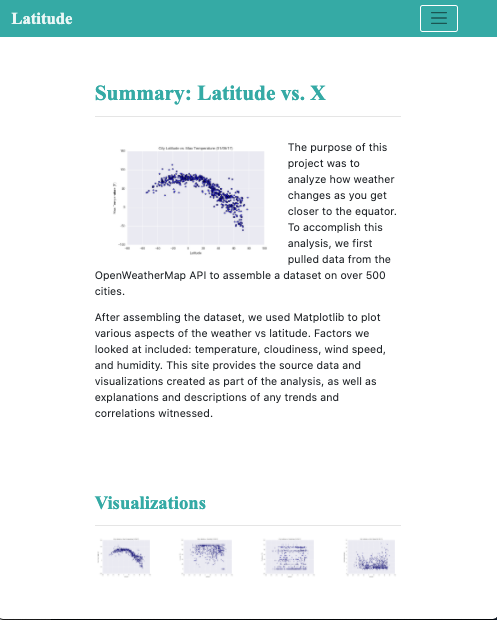 Latitude
Summary: Latitude vs. X
The purpose of this
project was to
analyze how weather
changes as you get
closer to the equator.
To accomplish this
analysis, we first
pulled data from the
OpenWeatherMap API to assemble a dataset on over 500
cities.
After assembling the dataset, we used Matplotlib to plot
various aspects of the weather vs latitude. Factors we
looked at included: temperature, cloudiness, wind speed,
and humidity. This site provides the source data and
visualizations created as part of the analysis, as well as
explanations and descriptions of any trends and
correlations witnessed.
City Latitude vs. Max Temperature
Latitude
Visualizations